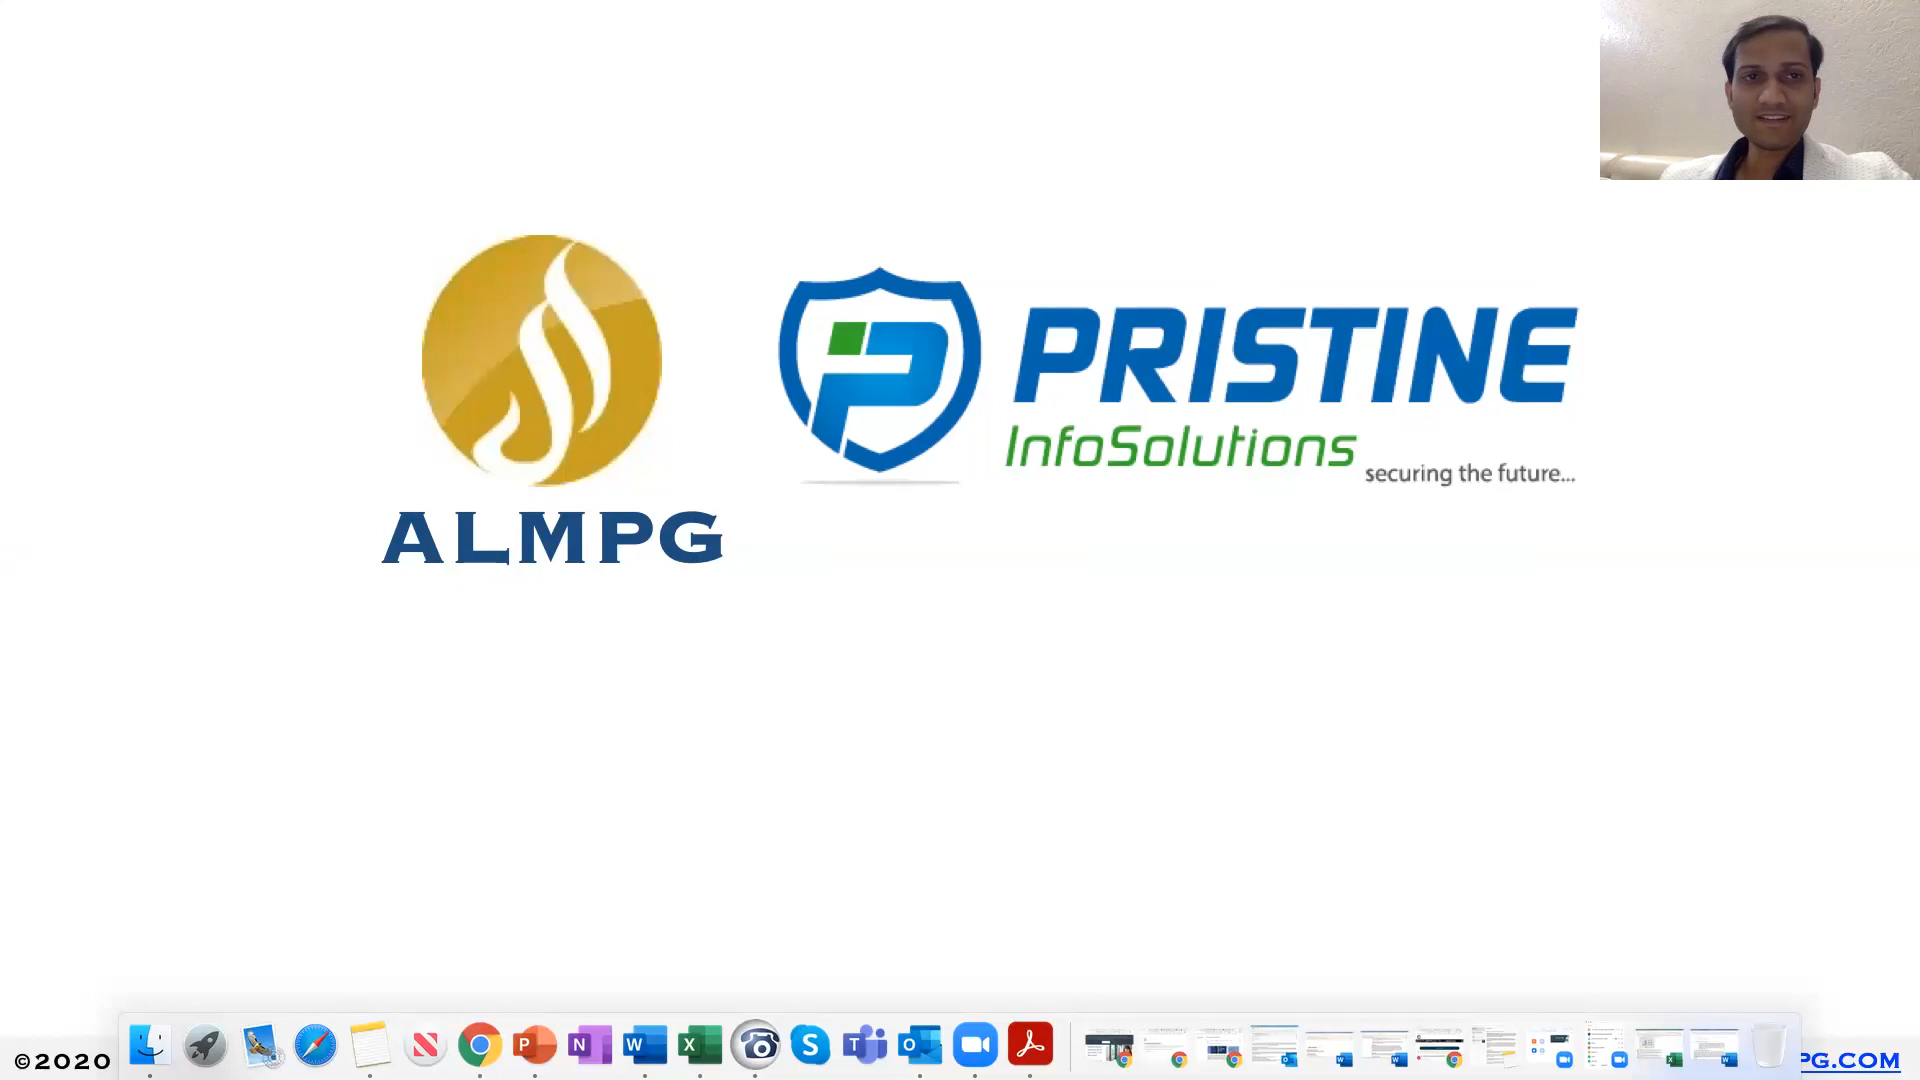 ALMPG
PRISTINE
InfoSolutions
securing the future...
©2020
PG.COM